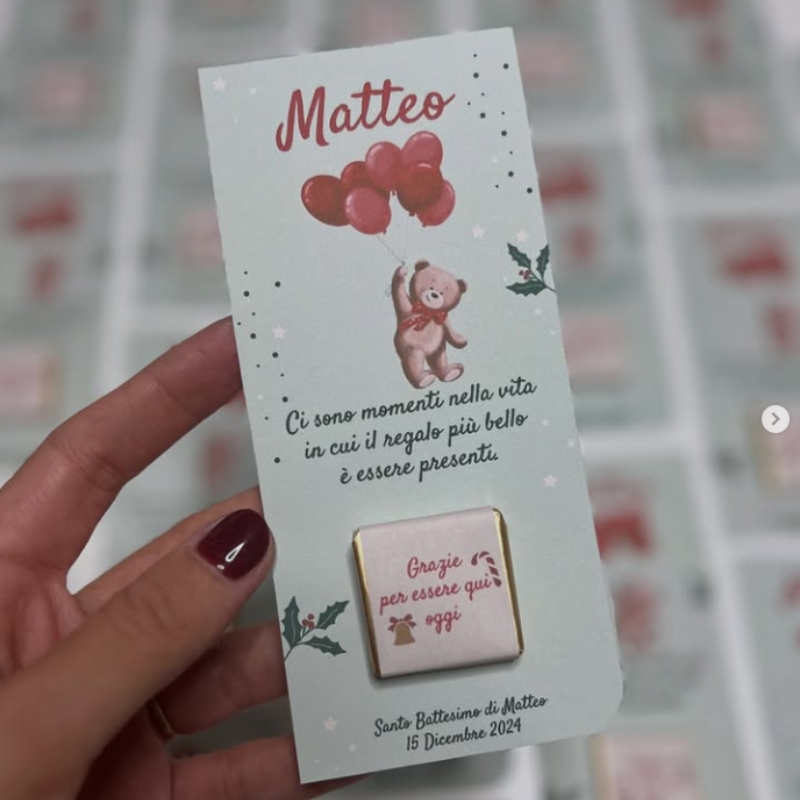 Matteo
Ci sono momenti nella vita
in cui il regalo più bello
è essere presenti.
Grazie
per essere qui
oggi
Santo Battesimo di Matteo
15 Dicembre 2024